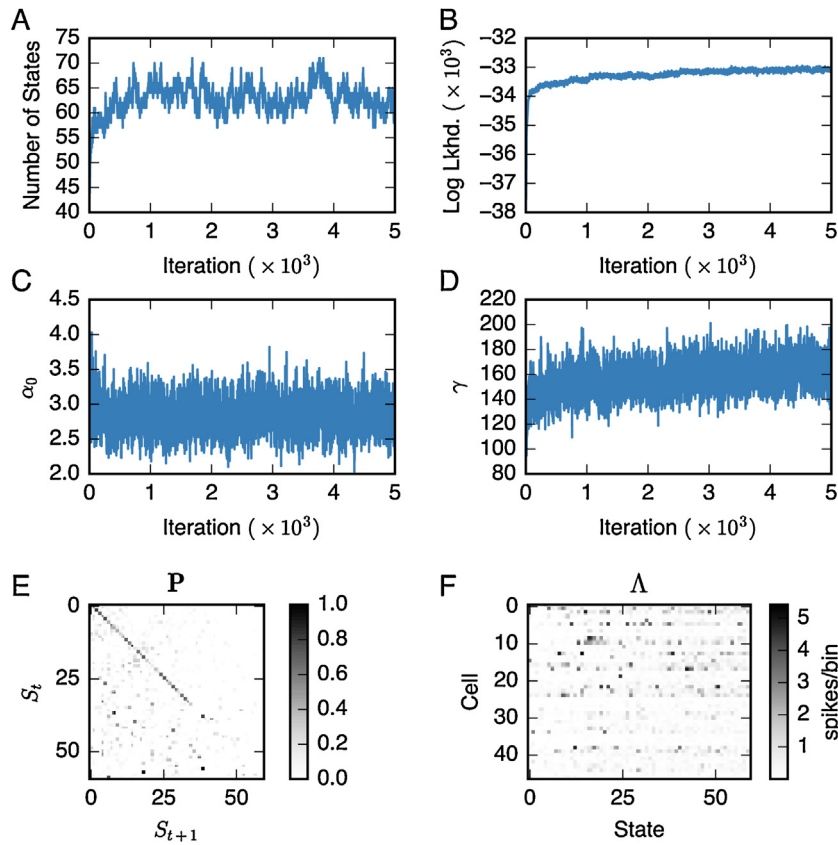 A
Number of States
75
70
65
60
55
50
45
40
0 1 2 3 4 5
Iteration (×10³)
B
Log Lkhd. (×10³)
−32
−33
−34
−35
−36
−37
−38
0 1 2 3 4 5
Iteration (×10³)
C
α₀
4.5
4.0
3.5
3.0
2.5
2.0
0 1 2 3 4 5
Iteration (×10³)
D
γ
220
200
180
160
140
120
100
80
0 1 2 3 4 5
Iteration (×10³)
E
P
Sₜ
0
25
50
0 25 50
Sₜ₊₁
1.0
0.8
0.6
0.4
0.2
0.0
F
Λ
Cell
0
10
20
30
40
0 25 50
State
5
4
3
2
1
spikes/bin